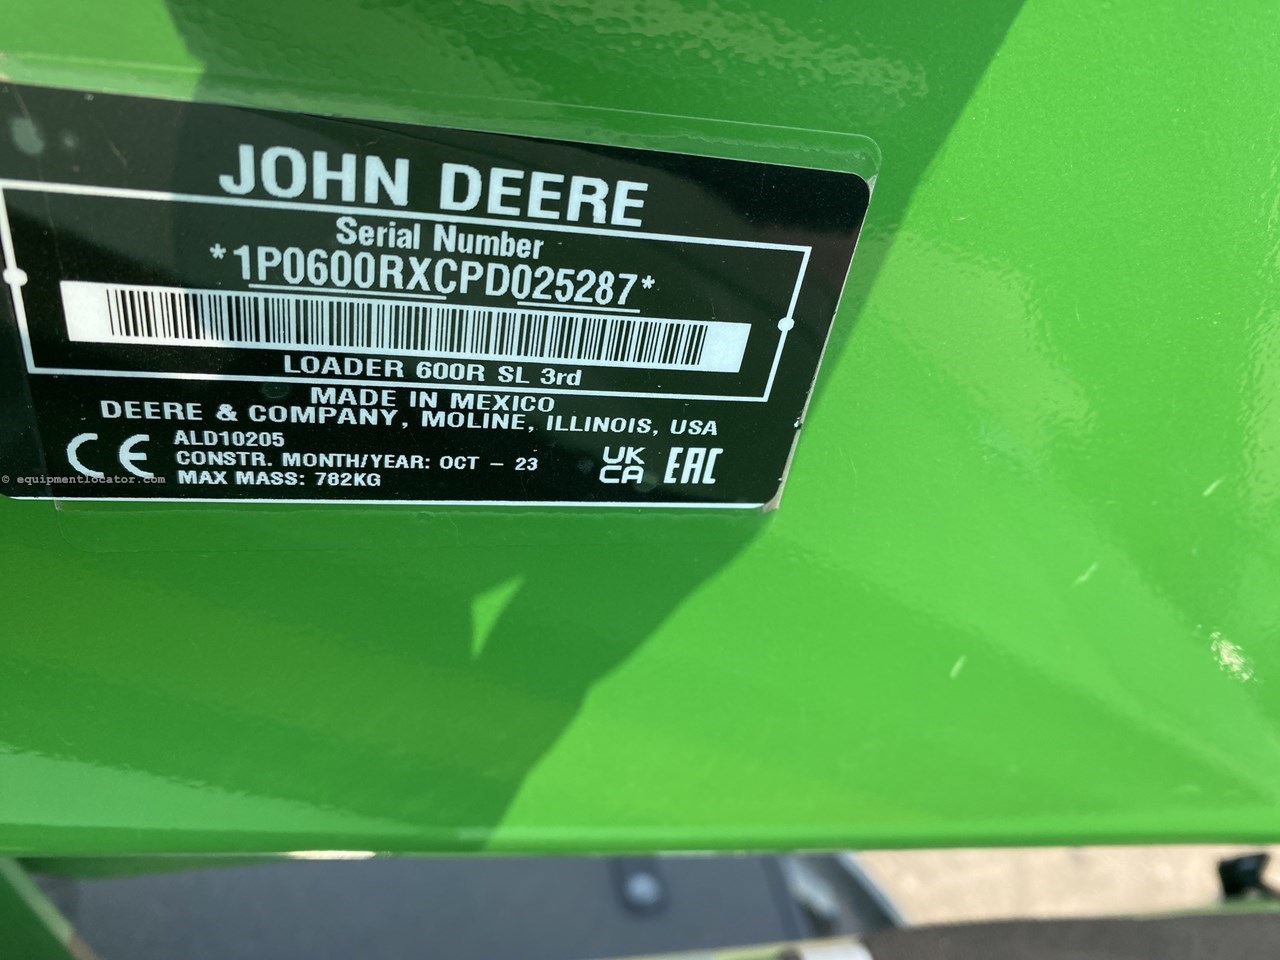 JOHN DEERE
Serial Number
*1P0600RXCPD025287*
LOADER 600R SL 3rd
MADE IN MEXICO
DEERE & COMPANY, MOLINE, ILLINOIS, USA
CE
ALD10205
CONSTR. MONTH/YEAR: OCT - 23
MAX MASS: 782KG
UK
CA
EAC
© equipmentlocator.com